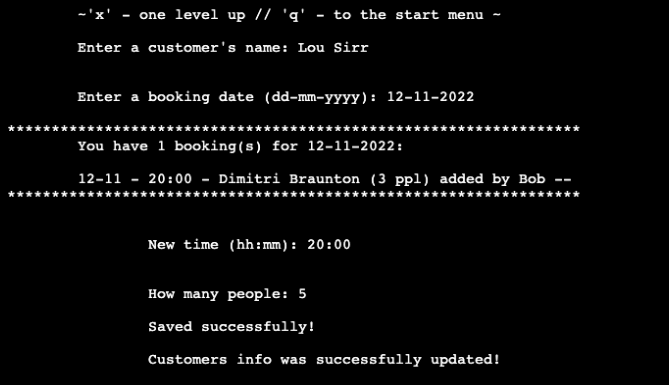 ~'x' - one level up // 'q' - to the start menu ~
Enter a customer's name: Lou Sirr
Enter a booking date (dd-mm-yyyy): 12-11-2022
*****************************************************************
You have 1 booking(s) for 12-11-2022:
12-11 - 20:00 - Dimitri Braunton (3 ppl) added by Bob --
*****************************************************************
New time (hh:mm): 20:00
How many people: 5
Saved successfully!
Customers info was successfully updated!